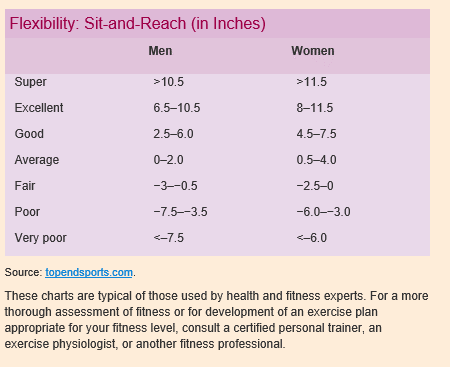 Flexibility: Sit-and-Reach (in Inches)
Men Women
Super >10.5 >11.5
Excellent 6.5–10.5 8–11.5
Good 2.5–6.0 4.5–7.5
Average 0–2.0 0.5–4.0
Fair −3–−0.5 −2.5–0
Poor −7.5–−3.5 −6.0–−3.0
Very poor <−7.5 <−6.0
Source: topendsports.com.
These charts are typical of those used by health and fitness experts. For a more
thorough assessment of fitness or for development of an exercise plan
appropriate for your fitness level, consult a certified personal trainer, an
exercise physiologist, or another fitness professional.